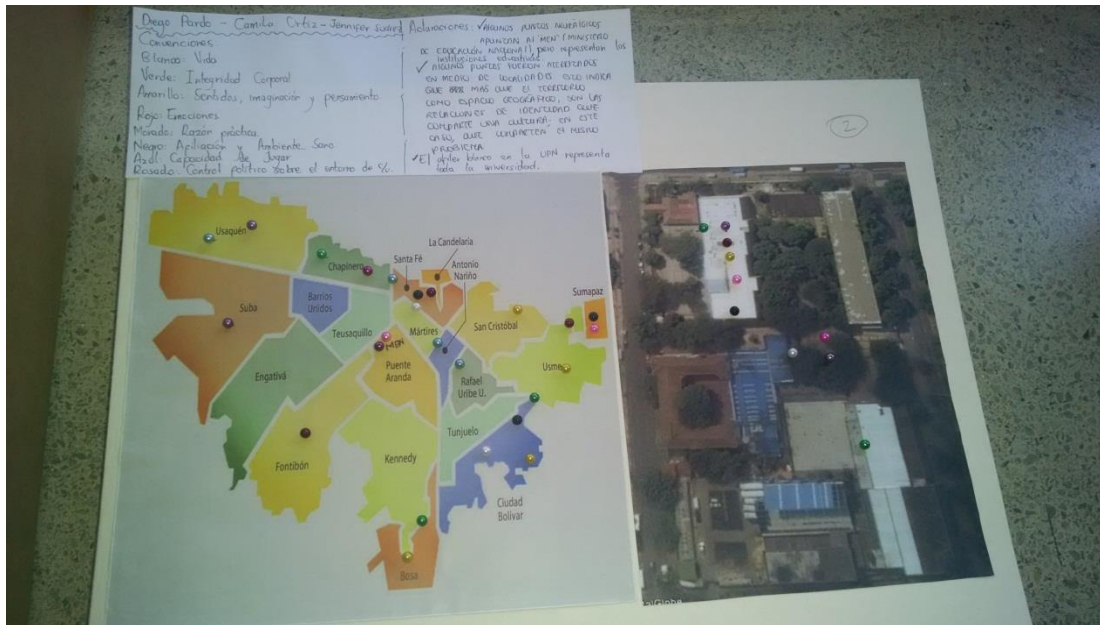 Diego Pardo - Camila Ortiz - Jennifer
Convenciones
Blanco: Vida
Verde: Integridad Corporal
Amarillo: Sentidos, imaginación y pensamiento
Rojo: Emociones
Morado: Razón práctica
Negro: Afiliación y Ambiente Sano
Azul: Capacidad de Jugar
Rosado: Control político sobre el entorno de c/u.
Aclaraciones: ✓ ALGUNOS PUNTOS NEURÁLGICOS
APUNTAN AL MEN (MINISTERIO
DE EDUCACIÓN NACIONAL), pero representan las
instituciones educativas.
✓ ALGUNOS PUNTOS FUERON
EN MEDIO DE LOCALIDADES ESTO INDICA
QUE MAS QUE EL TERRITORIO
COMO ESPACIO GEOGRÁFICO, SON LAS
RELACIONES DE IDENTIDAD QUE
COMPARTE UNA CULTURA, EN ESTE
CASO, QUE COMPARTEN EL MISMO
PROBLEMA
✓ El alfiler blanco en la UPN representa
toda la universidad.
2
Usaquén
La Candelaria
Chapinero
Santa Fé
Antonio
Nariño
Sumapaz
Suba
Barrios
Unidos
Teusaquillo
Mártires
San Cristóbal
MEN
Puente
Aranda
Usme
Engativá
Rafael
Uribe U.
Tunjuelo
Fontibón
Kennedy
Ciudad
Bolívar
Bosa